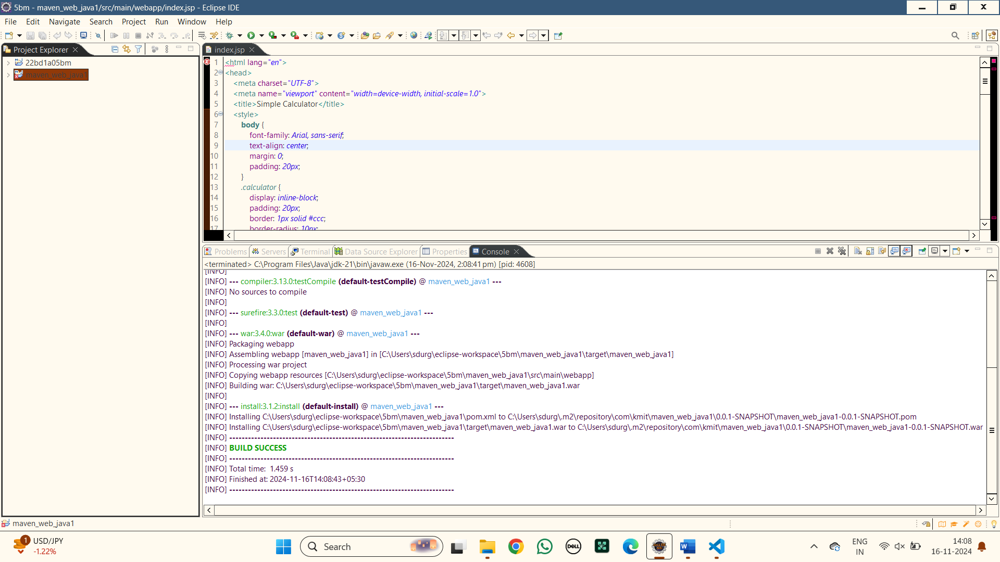 5bm - maven_web_java1/src/main/webapp/index.jsp - Eclipse IDE
File Edit Navigate Search Project Run Window Help
Project Explorer
22bd1a05bm
maven_web_java1
index.jsp
1 <html lang="en">
2 <head>
3 <meta charset="UTF-8">
4 <meta name="viewport" content="width=device-width, initial-scale=1.0">
5 <title>Simple Calculator</title>
6 <style>
7 body {
8 font-family: Arial, sans-serif;
9 text-align: center;
10 margin: 0;
11 padding: 20px;
12 }
13 .calculator {
14 display: inline-block;
15 padding: 20px;
16 border: 1px solid #ccc;
17 border-radius: 10px;
Problems Servers Terminal Data Source Explorer Properties Console
<terminated> C:\Program Files\Java\jdk-21\bin\javaw.exe (16-Nov-2024, 2:08:41 pm) [pid: 4608]
[INFO]
[INFO] --- compiler:3.13.0:testCompile (default-testCompile) @ maven_web_java1 ---
[INFO] No sources to compile
[INFO]
[INFO] --- surefire:3.3.0:test (default-test) @ maven_web_java1 ---
[INFO]
[INFO] --- war:3.4.0:war (default-war) @ maven_web_java1 ---
[INFO] Packaging webapp
[INFO] Assembling webapp [maven_web_java1] in [C:\Users\sdurg\eclipse-workspace\5bm\maven_web_java1\target\maven_web_java1]
[INFO] Processing war project
[INFO] Copying webapp resources [C:\Users\sdurg\eclipse-workspace\5bm\maven_web_java1\src\main\webapp]
[INFO] Building war: C:\Users\sdurg\eclipse-workspace\5bm\maven_web_java1\target\maven_web_java1.war
[INFO]
[INFO] --- install:3.1.2:install (default-install) @ maven_web_java1 ---
[INFO] Installing C:\Users\sdurg\eclipse-workspace\5bm\maven_web_java1\pom.xml to C:\Users\sdurg\.m2\repository\com\kmit\maven_web_java1\0.0.1-SNAPSHOT\maven_web_java1-0.0.1-SNAPSHOT.pom
[INFO] Installing C:\Users\sdurg\eclipse-workspace\5bm\maven_web_java1\target\maven_web_java1.war to C:\Users\sdurg\.m2\repository\com\kmit\maven_web_java1\0.0.1-SNAPSHOT\maven_web_java1-0.0.1-SNAPSHOT.war
[INFO] ------------------------------------------------------------------------
[INFO] BUILD SUCCESS
[INFO] ------------------------------------------------------------------------
[INFO] Total time:  1.459 s
[INFO] Finished at: 2024-11-16T14:08:43+05:30
[INFO] ------------------------------------------------------------------------
maven_web_java1
1
USD/JPY
-1.22%
Search
DELL
ENG
IN
14:08
16-11-2024